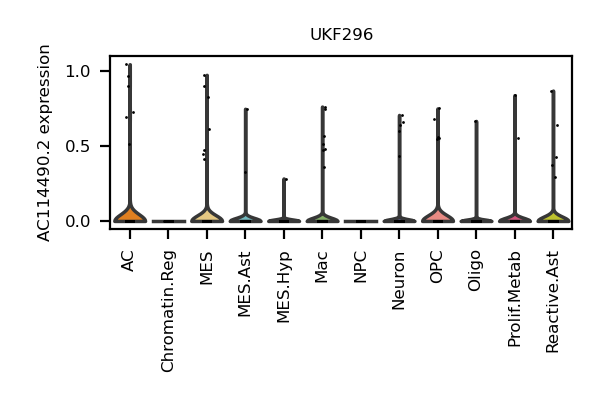 UKF296
AC114490.2 expression
1.0
0.5
0.0
AC
Chromatin.Reg
MES
MES.Ast
MES.Hyp
Mac
NPC
Neuron
OPC
Oligo
Prolif.Metab
Reactive.Ast